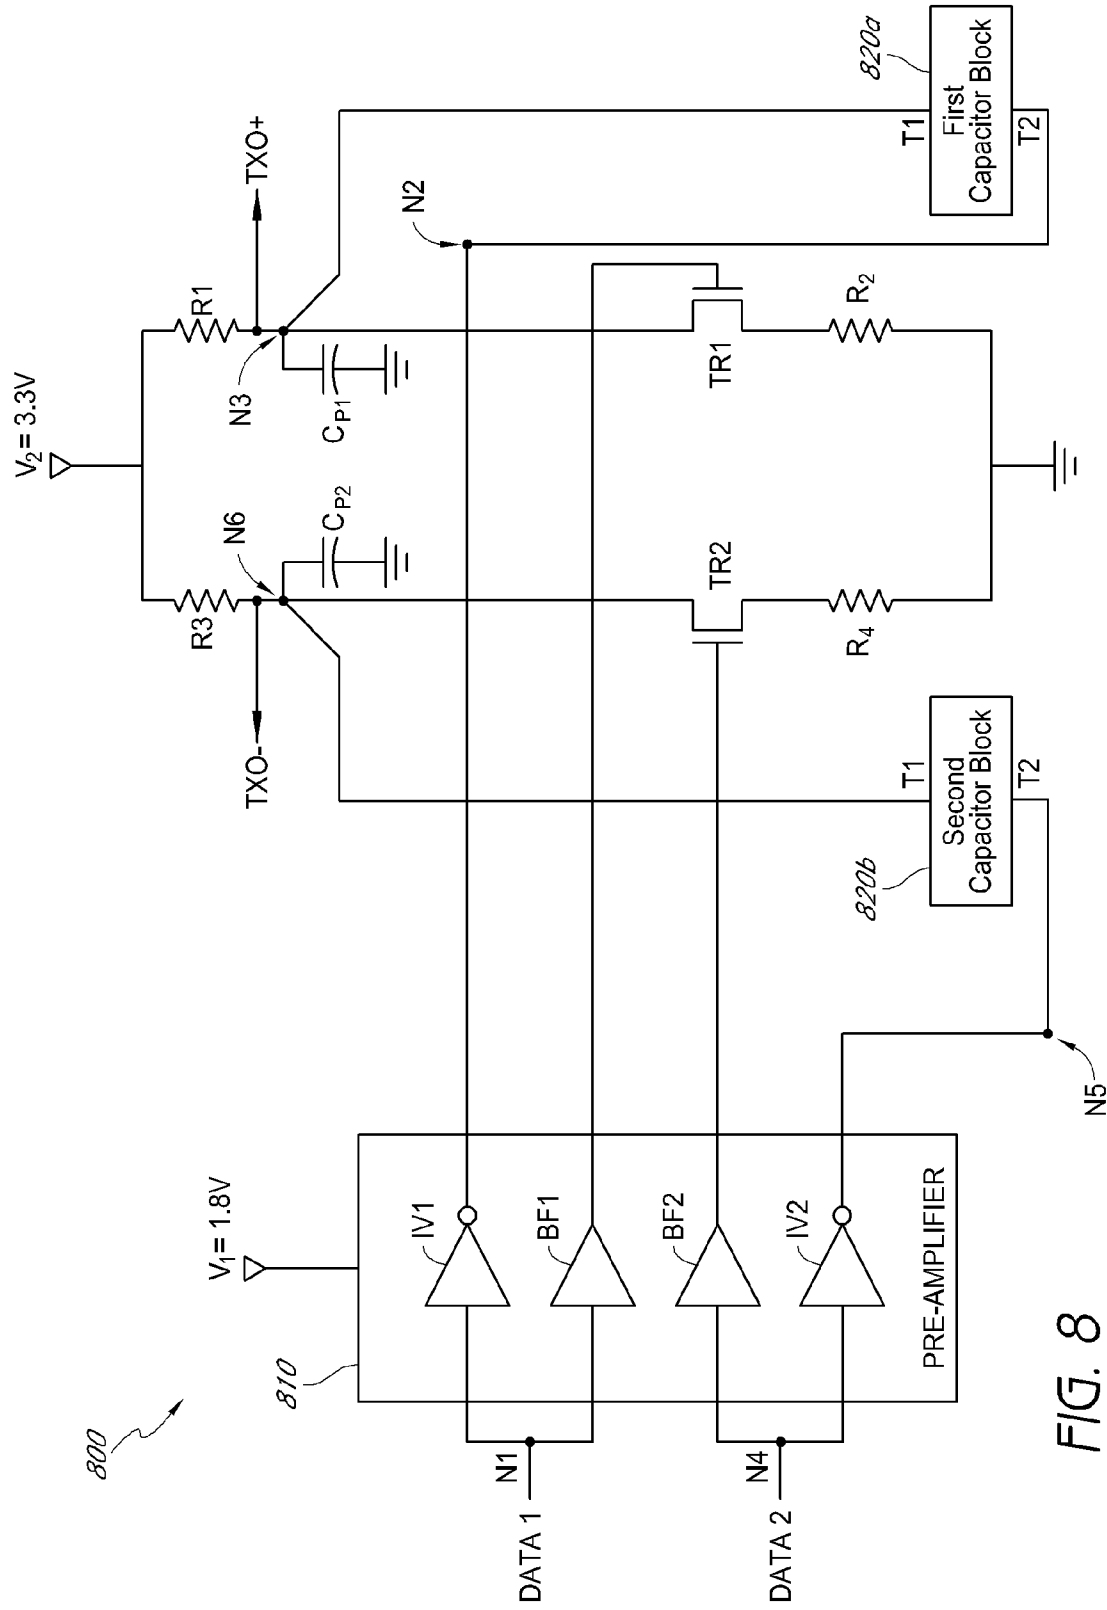 800
V₁= 1.8V
810
DATA 1
N1
IV1
BF1
DATA 2
N4
BF2
IV2
PRE-AMPLIFIER
N5
V₂= 3.3V
R3
R1
TXO-
TXO+
N6
N3
CP2
CP1
N2
TR2
TR1
R4
R2
820b
T1
Second
Capacitor Block
T2
820a
T1
First
Capacitor Block
T2
FIG. 8